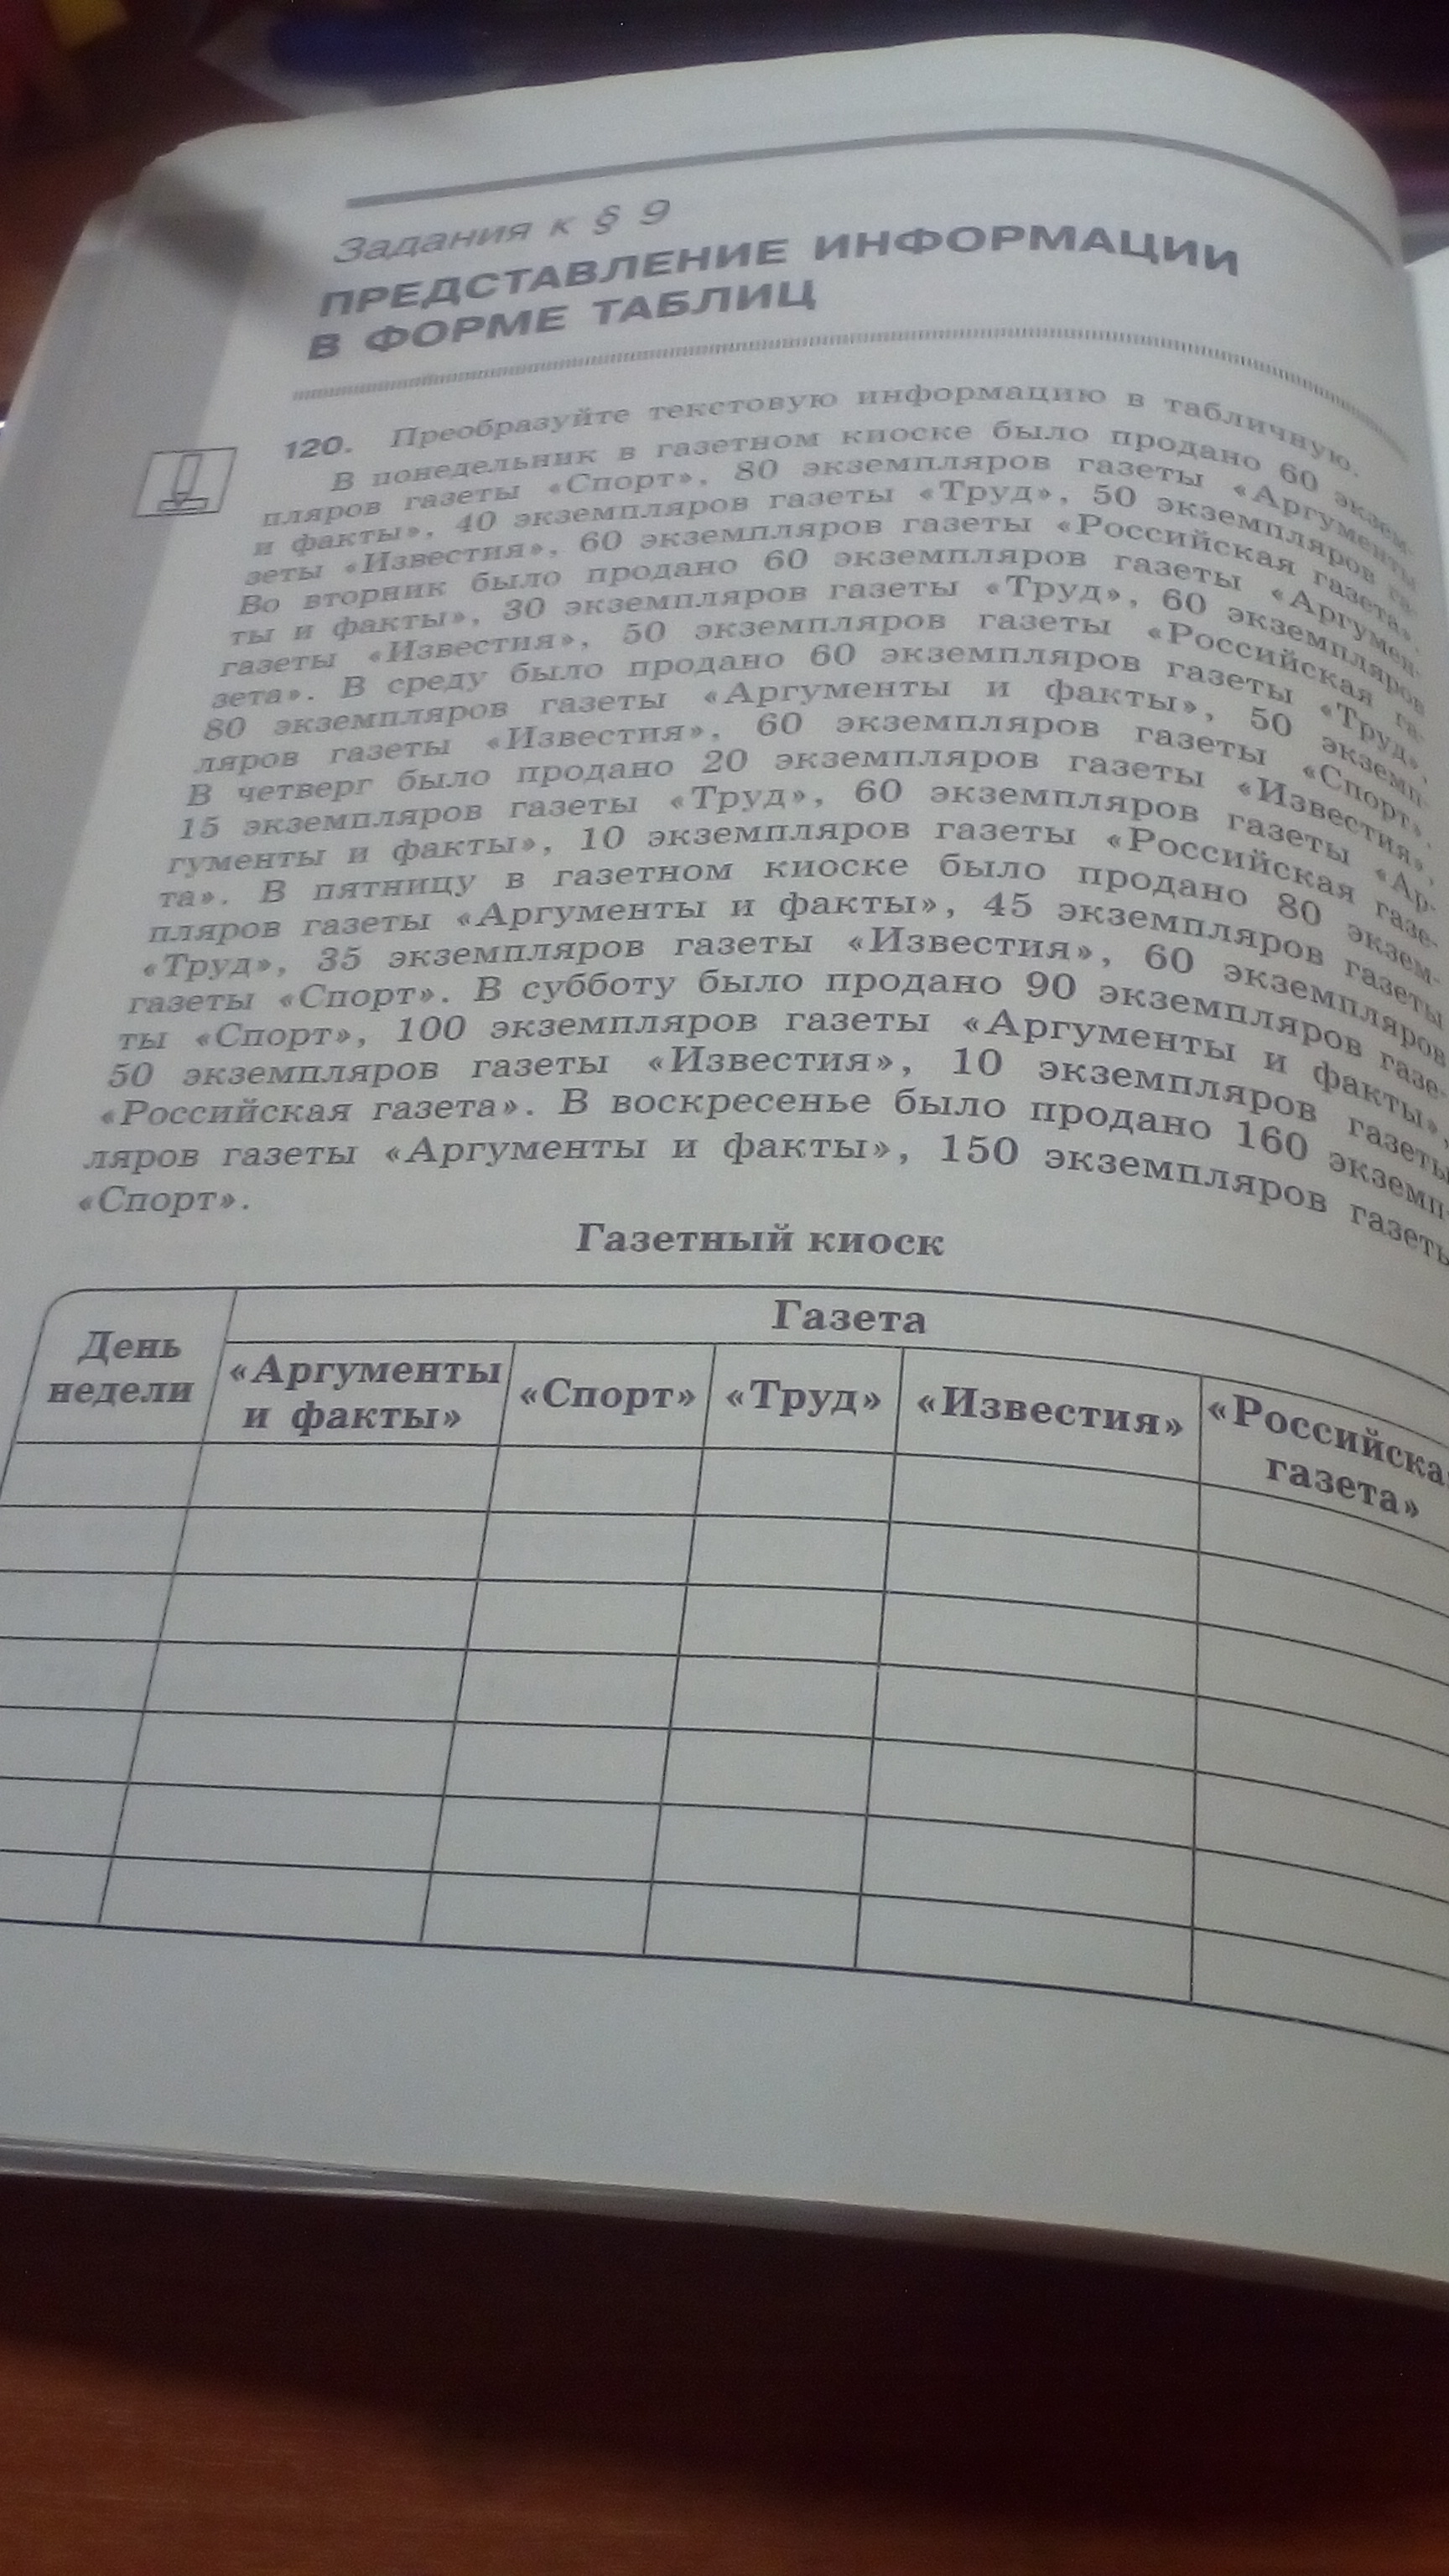 Задания к § 9
ПРЕДСТАВЛЕНИЕ ИНФОРМАЦИИ
В ФОРМЕ ТАБЛИЦ
120. Преобразуйте текстовую информацию в табличную.
В понедельник в газетном киоске было продано 60 экзем-
пляров газеты «Спорт», 80 экземпляров газеты «Аргументы
и факты», 40 экземпляров газеты «Труд», 50 экземпляров га-
зеты «Известия», 60 экземпляров газеты «Российская газета».
Во вторник было продано 60 экземпляров газеты «Аргумен-
ты и факты», 30 экземпляров газеты «Труд», 60 экземпляров
газеты «Известия», 50 экземпляров газеты «Российская га-
зета». В среду было продано 60 экземпляров газеты «Труд»,
80 экземпляров газеты «Аргументы и факты», 50 экземп-
ляров газеты «Известия», 60 экземпляров газеты «Спорт».
В четверг было продано 20 экземпляров газеты «Известия»,
15 экземпляров газеты «Труд», 60 экземпляров газеты «Ар-
гументы и факты», 10 экземпляров газеты «Российская газе-
та». В пятницу в газетном киоске было продано 80 экзем-
пляров газеты «Аргументы и факты», 45 экземпляров газеты
«Труд», 35 экземпляров газеты «Известия», 60 экземпляров
газеты «Спорт». В субботу было продано 90 экземпляров газе-
ты «Спорт», 100 экземпляров газеты «Аргументы и факты»,
50 экземпляров газеты «Известия», 10 экземпляров газеты
«Российская газета». В воскресенье было продано 160 экземп-
ляров газеты «Аргументы и факты», 150 экземпляров газеты
«Спорт».
Газетный киоск
День
недели
Газета
«Аргументы
и факты»
«Спорт»
«Труд»
«Известия»
«Российска
газета»